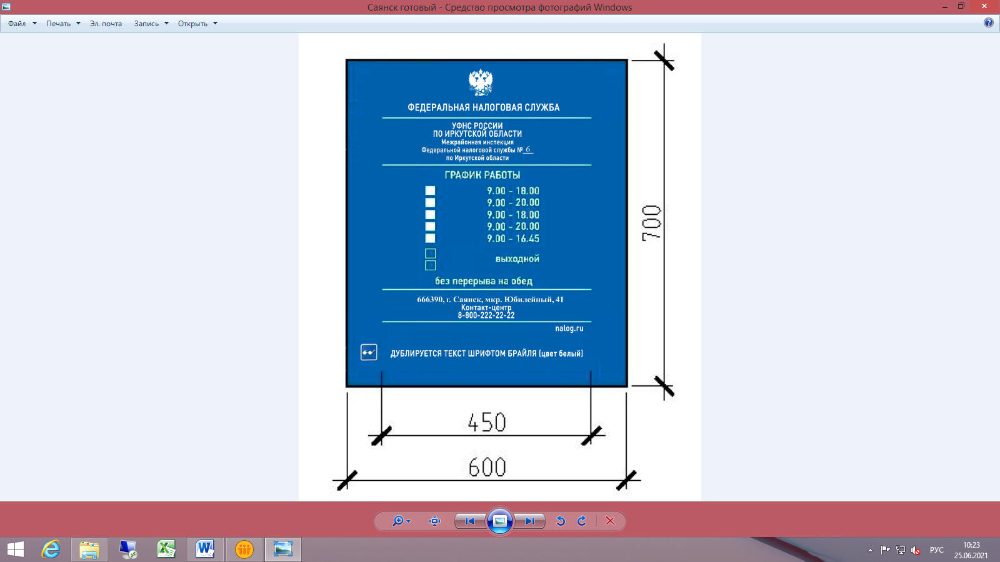 Саянск готовый - Средство просмотра фотографий Windows
Файл Печать Эл. почта Запись Открыть
ФЕДЕРАЛЬНАЯ НАЛОГОВАЯ СЛУЖБА
УФНС РОССИИ
ПО ИРКУТСКОЙ ОБЛАСТИ
Межрайонная инспекция
Федеральной налоговой службы № 6
по Иркутской области
ГРАФИК РАБОТЫ
9.00 - 18.00
9.00 - 20.00
9.00 - 18.00
9.00 - 20.00
9.00 - 16.45
выходной
без перерыва на обед
666390, г. Саянск, мкр. Юбилейный, 41
Контакт-центр
8-800-222-22-22
nalog.ru
ДУБЛИРУЕТСЯ ТЕКСТ ШРИФТОМ БРАЙЛЯ (цвет белый)
700
450
600
РУС
10:23
25.06.2021